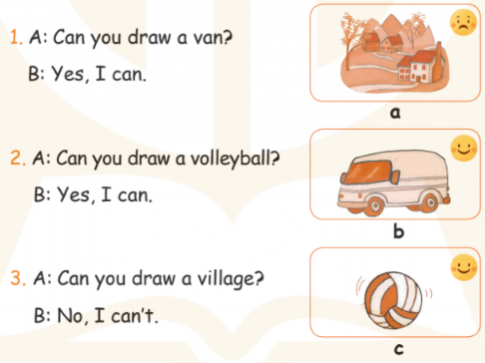 1. A: Can you draw a van?
B: Yes, I can.
a
2. A: Can you draw a volleyball?
B: Yes, I can.
b
3. A: Can you draw a village?
B: No, I can't.
c